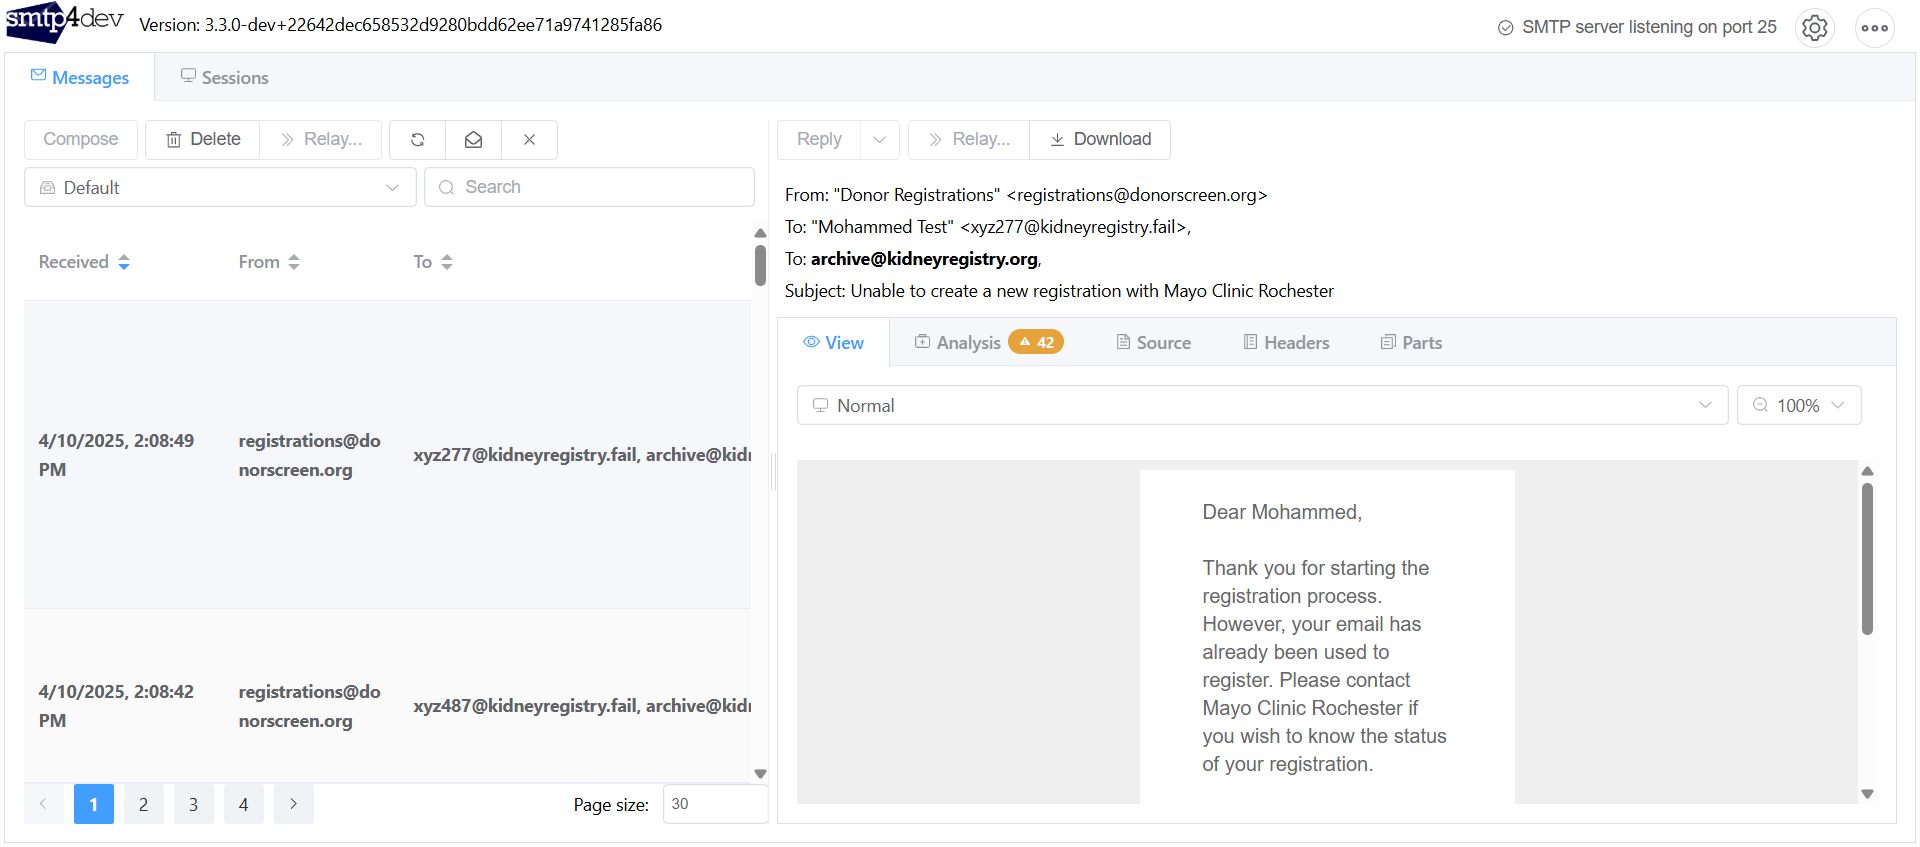 smtp4dev Version: 3.3.0-dev+22642dec658532d9280bdd62ee71a9741285fa86 SMTP server listening on port 25
Messages Sessions
Compose Delete Relay... Reply Relay... Download
Default Search
From: "Donor Registrations" <registrations@donorscreen.org>
To: "Mohammed Test" <xyz277@kidneyregistry.fail>,
To: archive@kidneyregistry.org,
Subject: Unable to create a new registration with Mayo Clinic Rochester
Received From To
4/10/2025, 2:08:49
PM
registrations@do
norscreen.org
xyz277@kidneyregistry.fail, archive@kid
4/10/2025, 2:08:42
PM
registrations@do
norscreen.org
xyz487@kidneyregistry.fail, archive@kid
1 2 3 4 Page size: 30
View Analysis 42 Source Headers Parts
Normal 100%
Dear Mohammed,
Thank you for starting the
registration process.
However, your email has
already been used to
register. Please contact
Mayo Clinic Rochester if
you wish to know the status
of your registration.